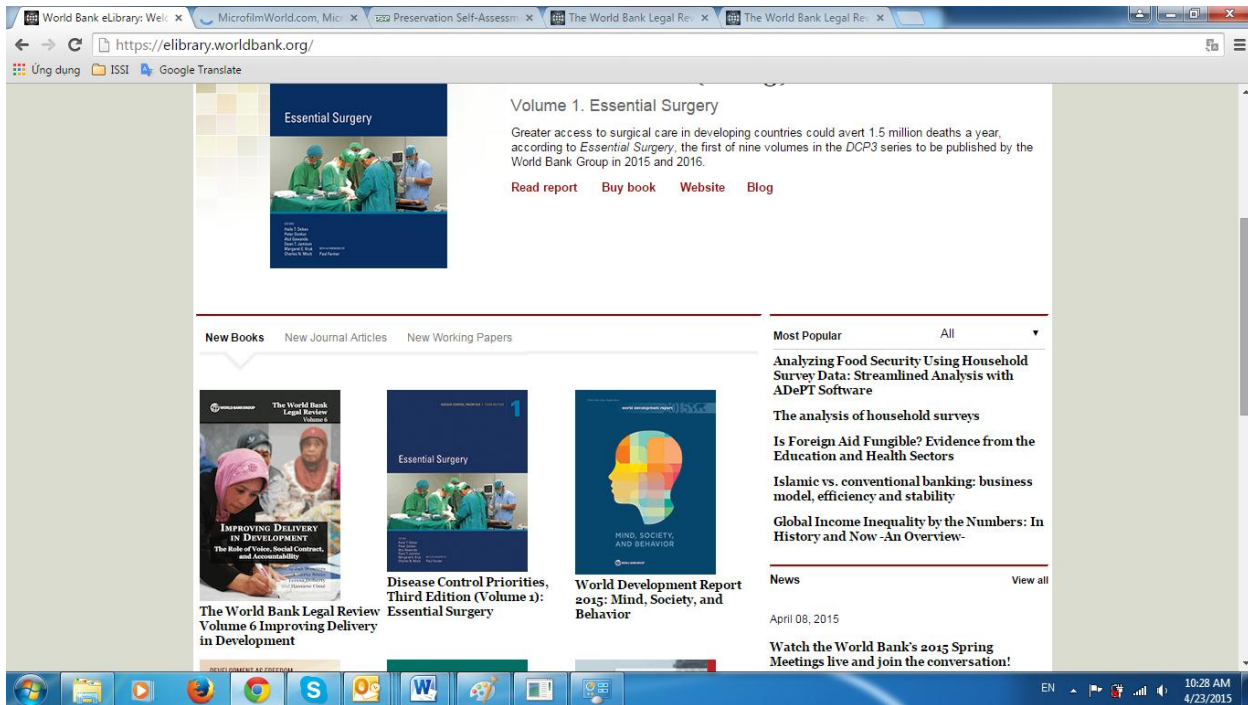 World Bank eLibrary: Welc
MicrofilmWorld.com, Micr
Preservation Self-Assessm
The World Bank Legal Rev
The World Bank Legal Rev
https://elibrary.worldbank.org/
Ứng dụng
ISSI
Google Translate
Essential Surgery
Volume 1. Essential Surgery
Greater access to surgical care in developing countries could avert 1.5 million deaths a year,
according to Essential Surgery, the first of nine volumes in the DCP3 series to be published by the
World Bank Group in 2015 and 2016.
Read report Buy book Website Blog
New Books New Journal Articles New Working Papers
The World Bank
Legal Review
Volume 6
IMPROVING DELIVERY
IN DEVELOPMENT
The Role of Voice, Social Contract,
and Accountability
The World Bank Legal Review
Volume 6 Improving Delivery
in Development
1
Essential Surgery
Disease Control Priorities,
Third Edition (Volume 1):
Essential Surgery
world development report
MIND, SOCIETY,
AND BEHAVIOR
World Development Report
2015: Mind, Society, and
Behavior
DEVELOPMENT AS FREEDOM
Most Popular All
Analyzing Food Security Using Household
Survey Data: Streamlined Analysis with
ADePT Software
The analysis of household surveys
Is Foreign Aid Fungible? Evidence from the
Education and Health Sectors
Islamic vs. conventional banking: business
model, efficiency and stability
Global Income Inequality by the Numbers: In
History and Now -An Overview-
News View all
April 08, 2015
Watch the World Bank's 2015 Spring
Meetings live and join the conversation!
EN
10:28 AM
4/23/2015